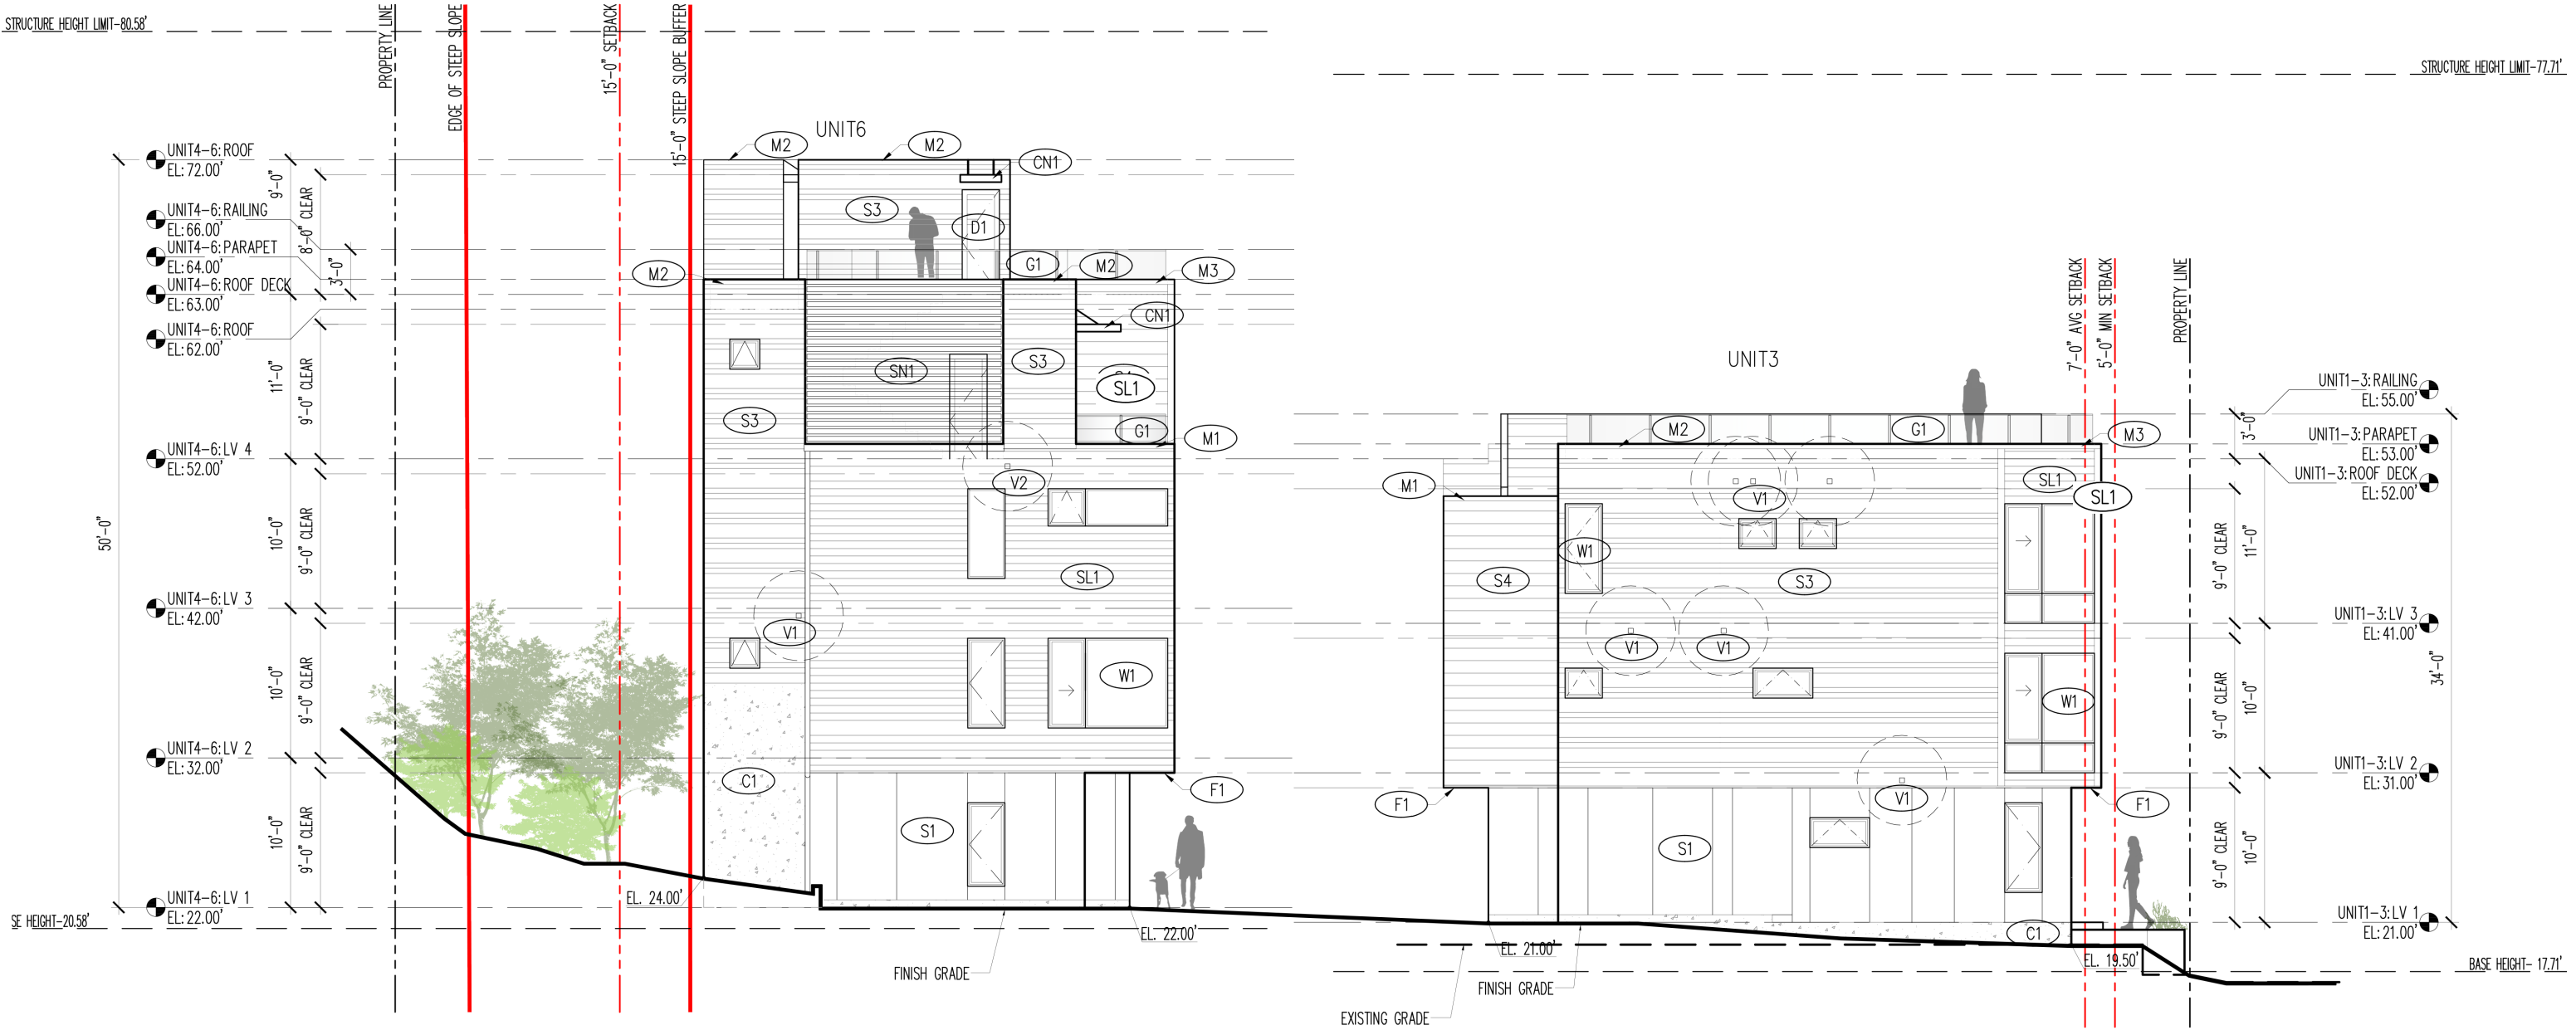 STRUCTURE HEIGHT LIMIT-80.58'
PROPERTY LINE
EDGE OF STEEP SLOPE
15'-0" SETBACK
15'-0" STEEP SLOPE BUFFER
UNIT6
M2
M2
CN1
S3
D1
G1
M2
M3
M2
CN1
SN1
S3
SL1
S3
G1
M1
V2
SL1
V1
W1
C1
F1
S1
UNIT4-6: ROOF
EL: 72.00'
UNIT4-6: RAILING
EL: 66.00'
UNIT4-6: PARAPET
EL: 64.00'
UNIT4-6: ROOF DECK
EL: 63.00'
UNIT4-6: ROOF
EL: 62.00'
UNIT4-6: LV 4
EL: 52.00'
UNIT4-6: LV 3
EL: 42.00'
UNIT4-6: LV 2
EL: 32.00'
UNIT4-6: LV 1
EL: 22.00'
50'-0"
9'-0"
8'-0" CLEAR
3'-0"
11'-0"
9'-0" CLEAR
10'-0"
9'-0" CLEAR
10'-0"
9'-0" CLEAR
10'-0"
9'-0" CLEAR
SE HEIGHT-20.58'
EL. 24.00'
EL. 22.00'
FINISH GRADE
STRUCTURE HEIGHT LIMIT-77.71'
UNIT3
7'-0" AVG SETBACK
5'-0" MIN SETBACK
PROPERTY LINE
M2
G1
M3
M1
V1
SL1
SL1
W1
S4
S3
V1
V1
W1
F1
V1
F1
S1
C1
UNIT1-3: RAILING
EL: 55.00'
UNIT1-3: PARAPET
EL: 53.00'
UNIT1-3: ROOF DECK
EL: 52.00'
UNIT1-3: LV 3
EL: 41.00'
UNIT1-3: LV 2
EL: 31.00'
UNIT1-3: LV 1
EL: 21.00'
3'-0"
9'-0" CLEAR
11'-0"
9'-0" CLEAR
10'-0"
9'-0" CLEAR
10'-0"
34'-0"
EL. 21.00'
EL. 19.50'
FINISH GRADE
EXISTING GRADE
BASE HEIGHT- 17.71'